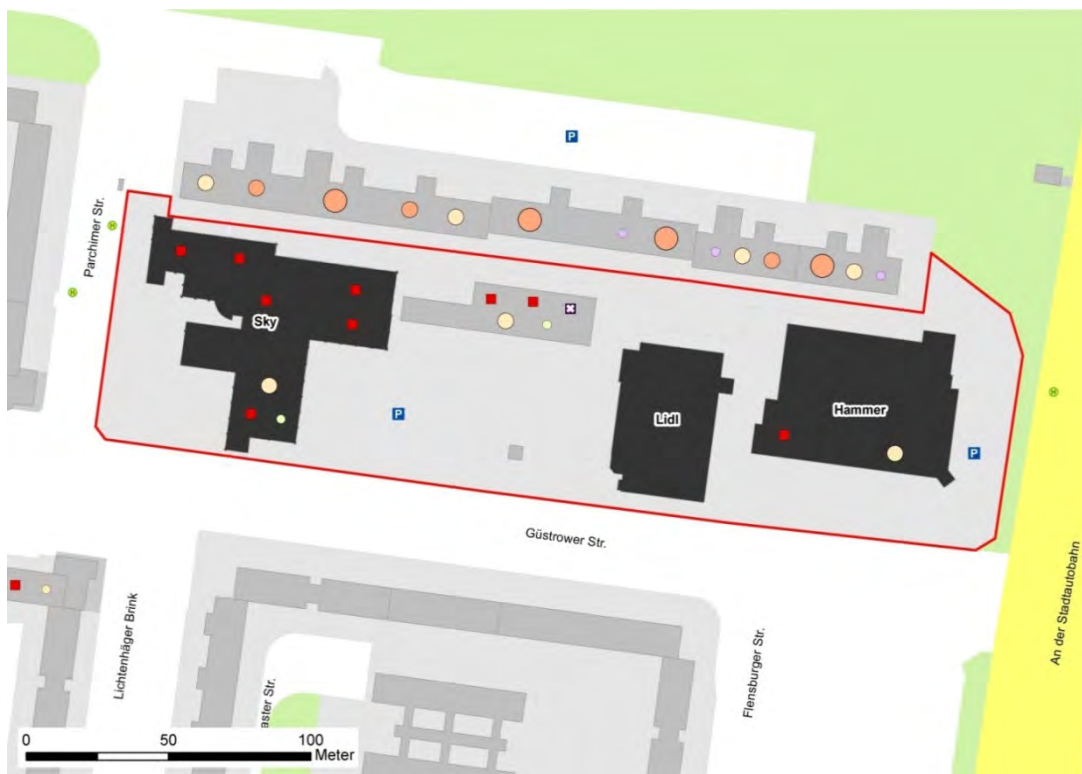 P
Parchimer Str.
H
H
Sky
P
Lidl
Hammer
H
P
Güstrower Str.
An der Stadtautobahn
Lichtenhäger Brink
aster Str.
Flensburger Str.
0 50 100
Meter